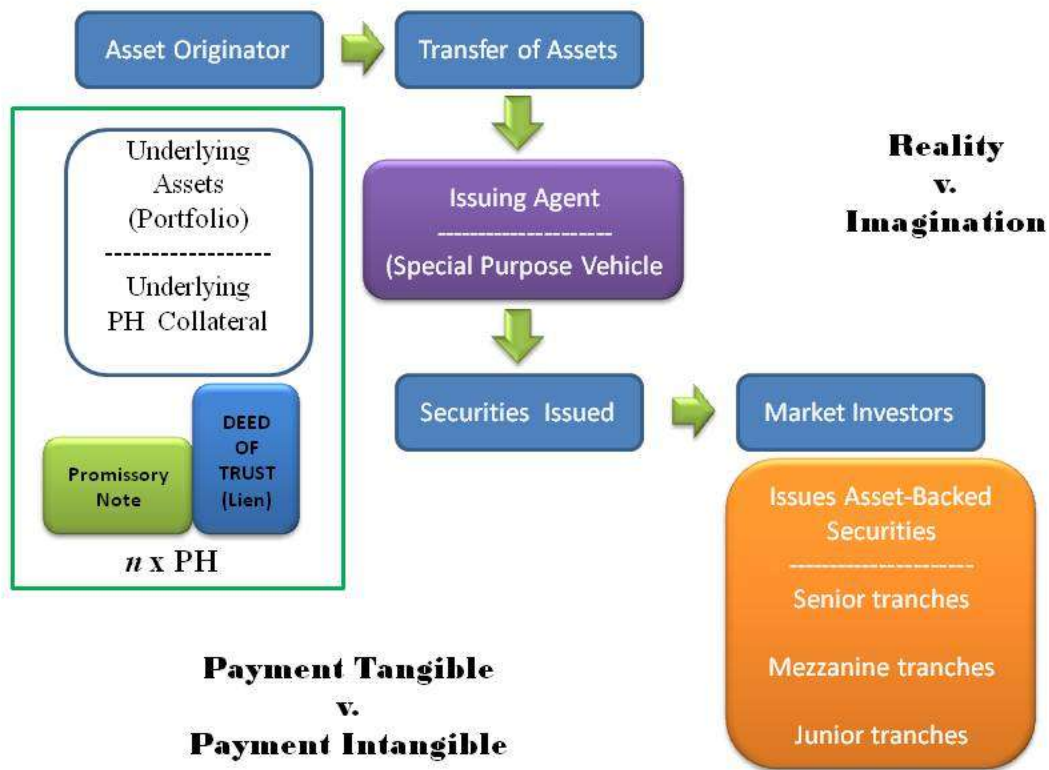 Asset Originator
Transfer of Assets
Underlying
Assets
(Portfolio)
------------------
Underlying
PH Collateral
DEED
OF
TRUST
(Lien)
Promissory
Note
n x PH
Issuing Agent
----------------------
(Special Purpose Vehicle
Reality
v.
Imagination
Securities Issued
Market Investors
Issues Asset-Backed
Securities
----------------------
Senior tranches
Mezzanine tranches
Junior tranches
Payment Tangible
v.
Payment Intangible